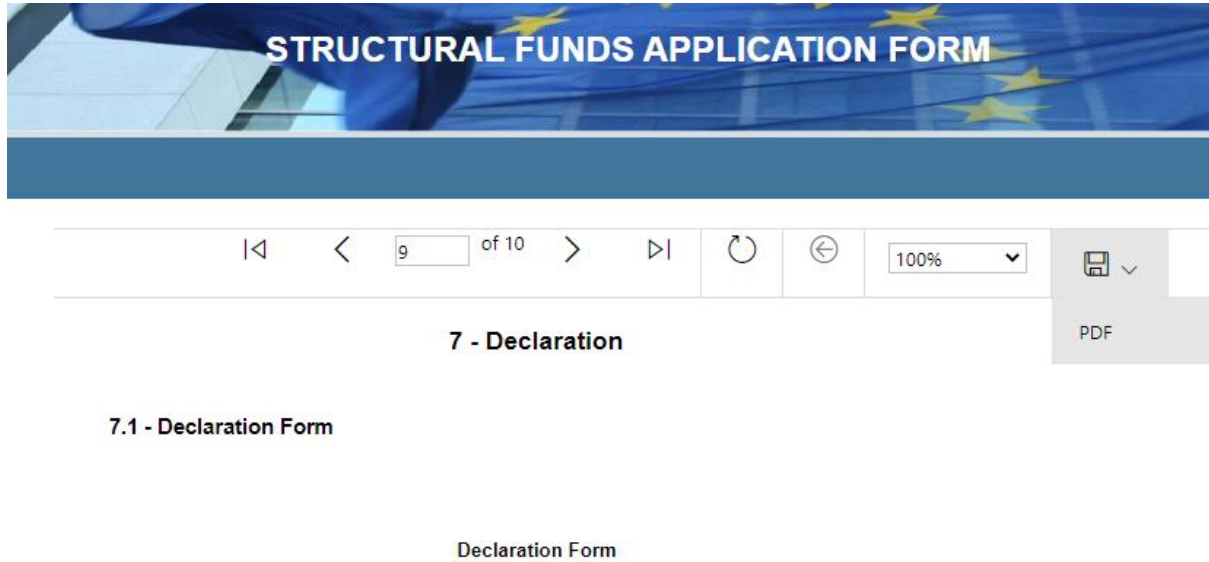 STRUCTURAL FUNDS APPLICATION FORM
9 of 10 100%
PDF
7 - Declaration
7.1 - Declaration Form
Declaration Form